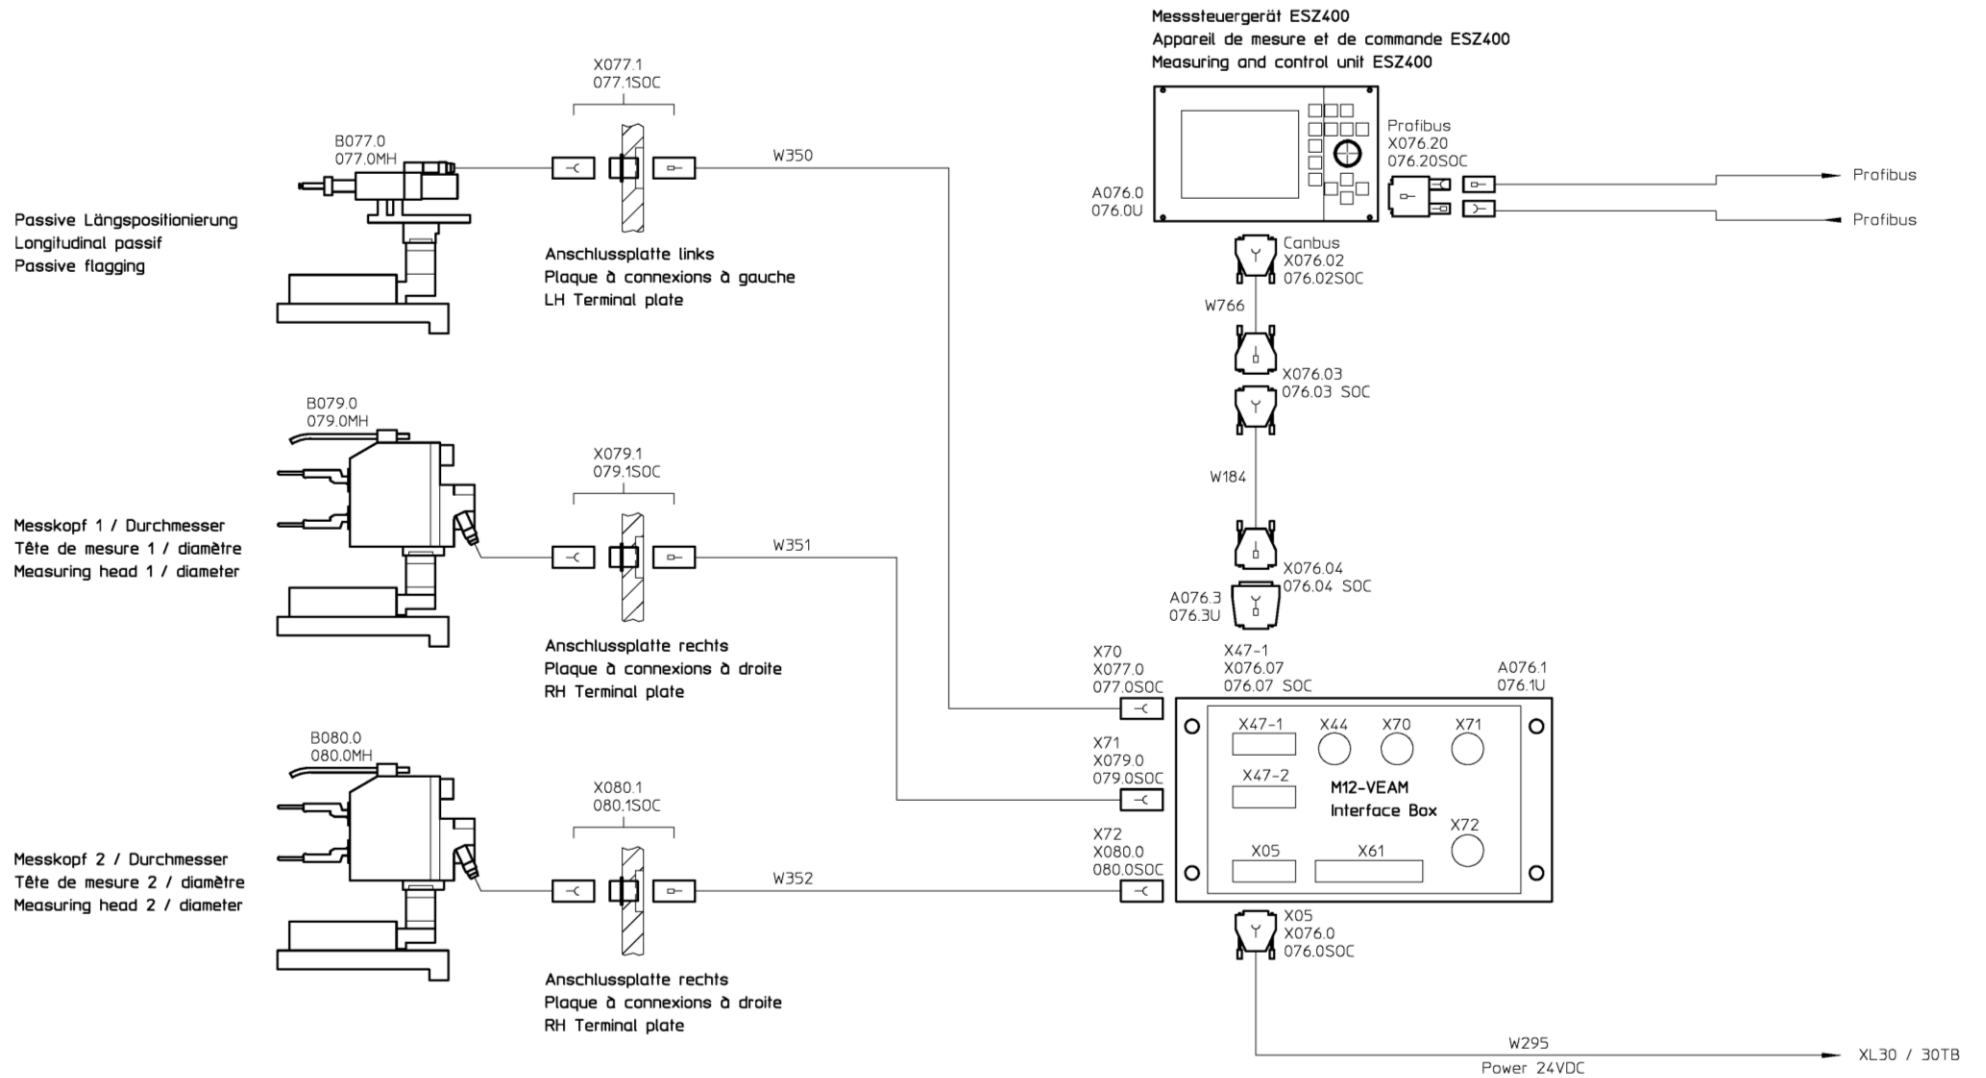 Messsteuergerät ESZ400
Appareil de mesure et de commande ESZ400
Measuring and control unit ESZ400
X077.1
077.1SOC
B077.0
077.0MH
W350
Profibus
X076.20
076.20SOC
A076.0
076.0U
Profibus
Profibus
Passive Längspositionierung
Longitudinal passif
Passive flagging
Anschlussplatte links
Plaque à connexions à gauche
LH Terminal plate
Canbus
X076.02
076.02SOC
W766
X076.03
076.03 SOC
B079.0
079.0MH
X079.1
079.1SOC
W184
Messkopf 1 / Durchmesser
Tête de mesure 1 / diamètre
Measuring head 1 / diameter
W351
X076.04
076.04 SOC
A076.3
076.3U
Anschlussplatte rechts
Plaque à connexions à droite
RH Terminal plate
X70
X077.0
077.0SOC
X47-1
X076.07
076.07 SOC
A076.1
076.1U
X47-1
X44
X70
X71
B080.0
080.0MH
X71
X079.0
079.0SOC
X47-2
M12-VEAM
Interface Box
X080.1
080.1SOC
X72
X72
X080.0
080.0SOC
X05
X61
Messkopf 2 / Durchmesser
Tête de mesure 2 / diamètre
Measuring head 2 / diameter
W352
X05
X076.0
076.0SOC
Anschlussplatte rechts
Plaque à connexions à droite
RH Terminal plate
W295
Power 24VDC
XL30 / 30TB